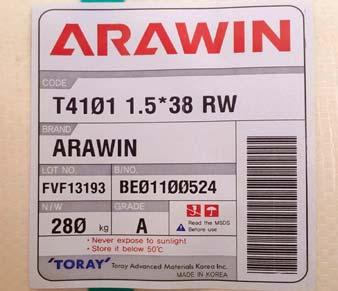 ARAWIN
CODE
T4101 1.5*38 RW
BRAND
ARAWIN
LOT NO. B/NO.
FVF13193 BE01100524
N/W GRADE
280 kg A
Read the MSDS
Before use
• Never expose to sunlight
• Store it below 50℃
'TORAY' Toray Advanced Materials Korea Inc.
MADE IN KOREA